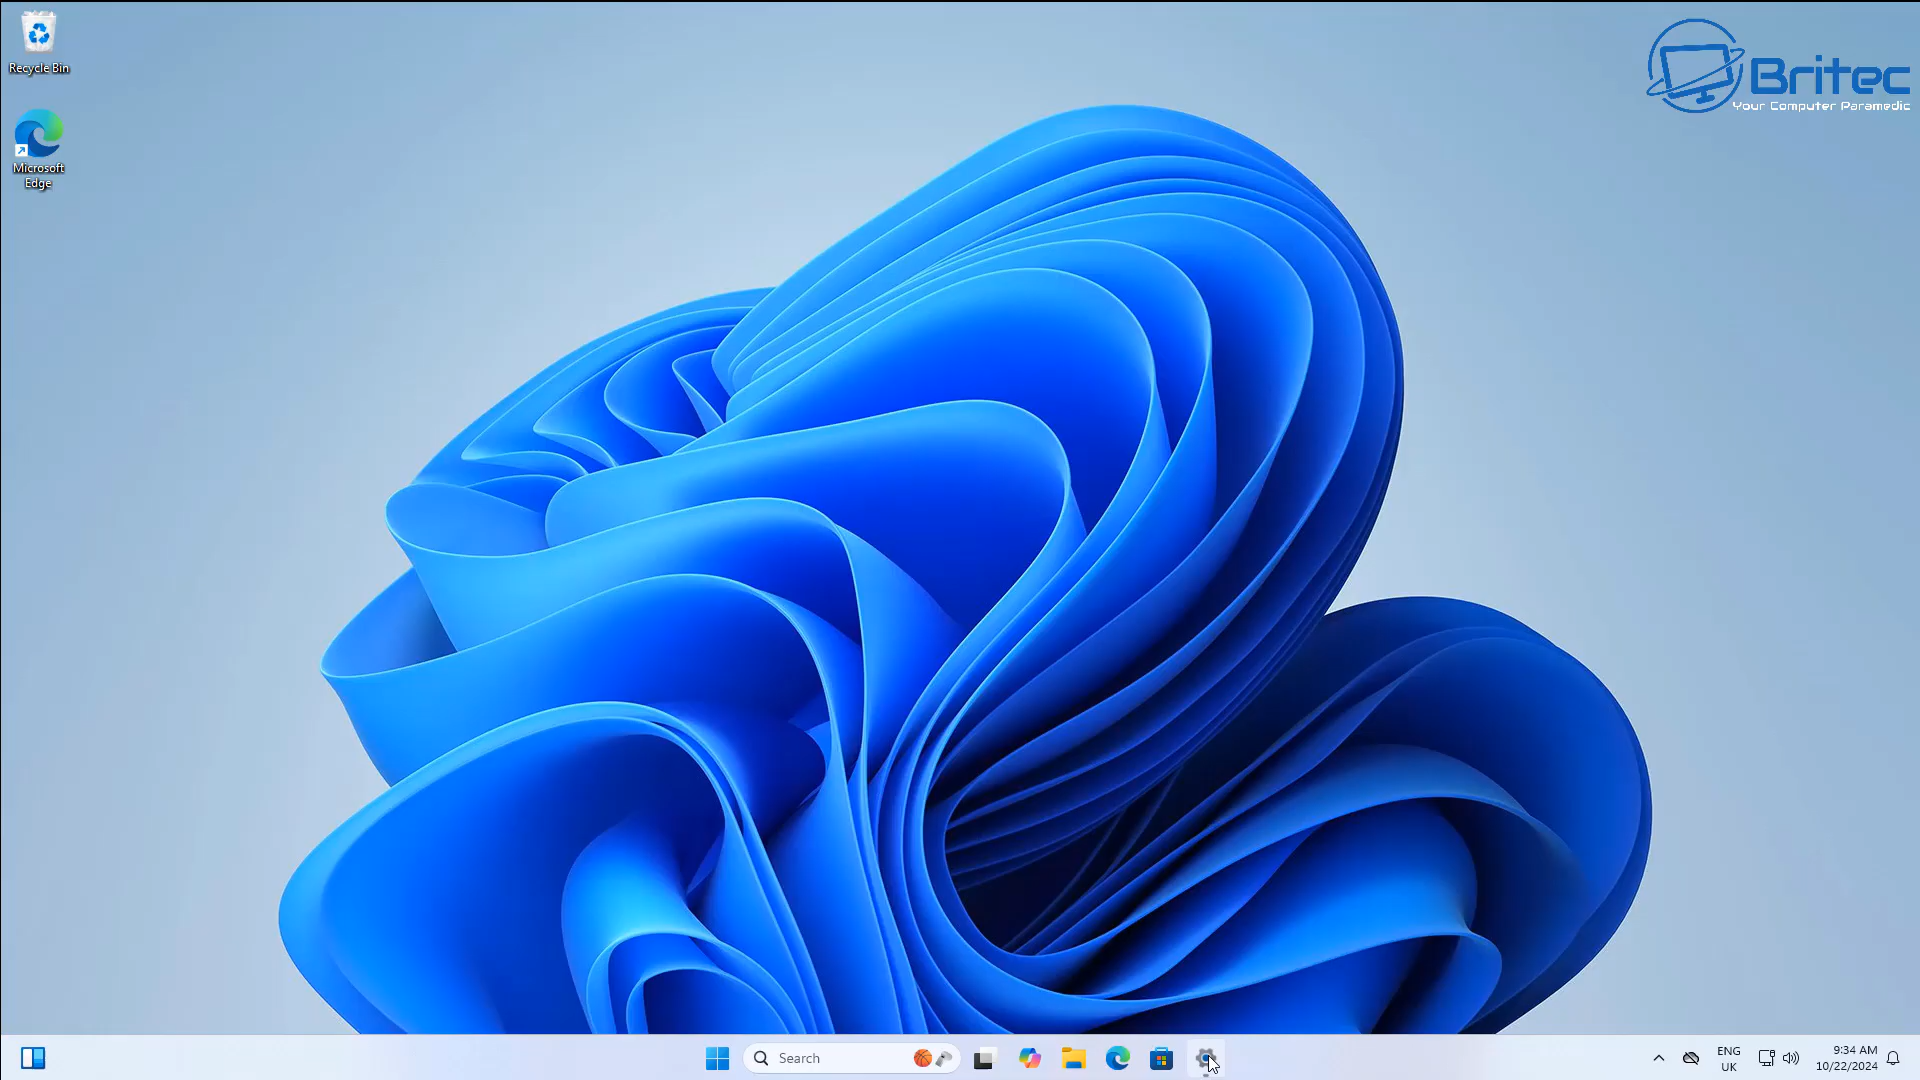 Recycle Bin
Britec
Your Computer Paramedic
Microsoft
Edge
Search
ENG
UK
9:34 AM
10/22/2024